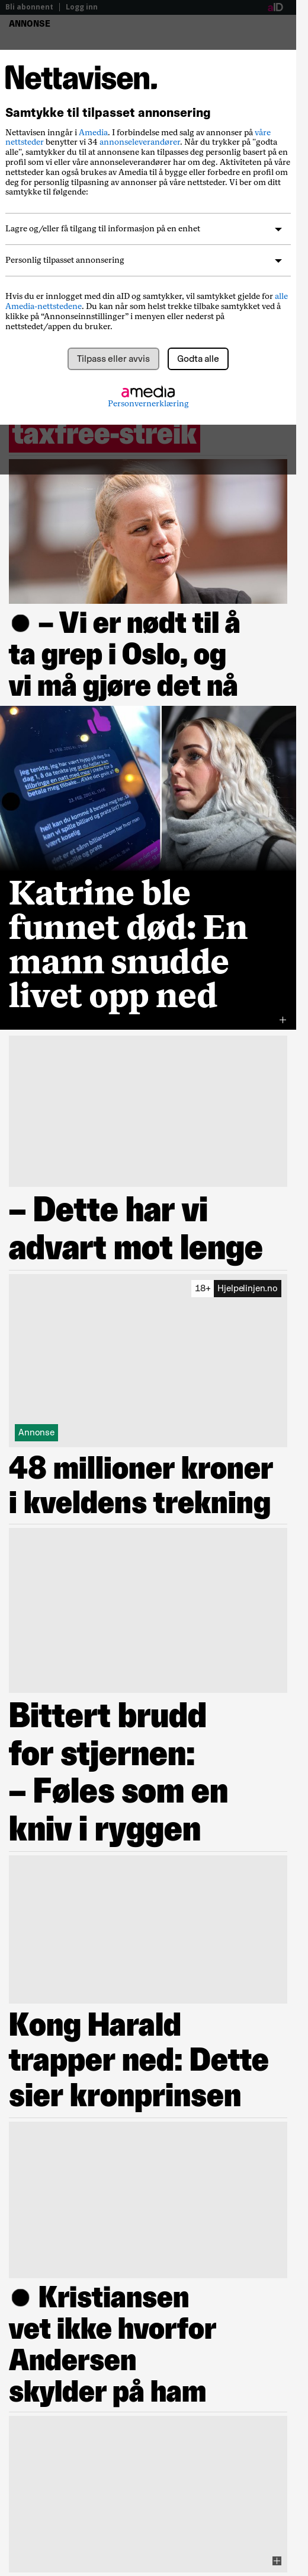 Bli abonnent | Logg inn
aID
ANNONSE
Nettavisen.
Samtykke til tilpasset annonsering
Nettavisen inngår i Amedia. I forbindelse med salg av annonser på våre
nettsteder benytter vi 34 annonseleverandører. Når du trykker på "godta
alle", samtykker du til at annonsene kan tilpasses deg personlig basert på en
profil som vi eller våre annonseleverandører har om deg. Aktiviteten på våre
nettsteder kan også brukes av Amedia til å bygge eller forbedre en profil om
deg for personlig tilpasning av annonser på våre nettsteder. Vi ber om ditt
samtykke til følgende:
Lagre og/eller få tilgang til informasjon på en enhet
Personlig tilpasset annonsering
Hvis du er innlogget med din aID og samtykker, vil samtykket gjelde for alle
Amedia-nettstedene. Du kan når som helst trekke tilbake samtykket ved å
klikke på “Annonseinnstillinger” i menyen eller nederst på
nettstedet/appen du bruker.
Tilpass eller avvis
Godta alle
amedia
Personvernerklæring
taxfree-streik
– Vi er nødt til å
ta grep i Oslo, og
vi må gjøre det nå
Katrine ble
funnet død: En
mann snudde
livet opp ned
– Dette har vi
advart mot lenge
18+ Hjelpelinjen.no
Annonse
48 millioner kroner
i kveldens trekning
Bittert brudd
for stjernen:
– Føles som en
kniv i ryggen
Kong Harald
trapper ned: Dette
sier kronprinsen
Kristiansen
vet ikke hvorfor
Andersen
skylder på ham